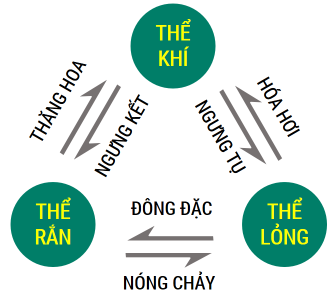 THỂ
KHÍ
THĂNG HOA
NGƯNG KẾT
NGƯNG TỤ
HÓA HƠI
THỂ
RẮN
ĐÔNG ĐẶC
NÓNG CHẢY
THỂ
LỎNG